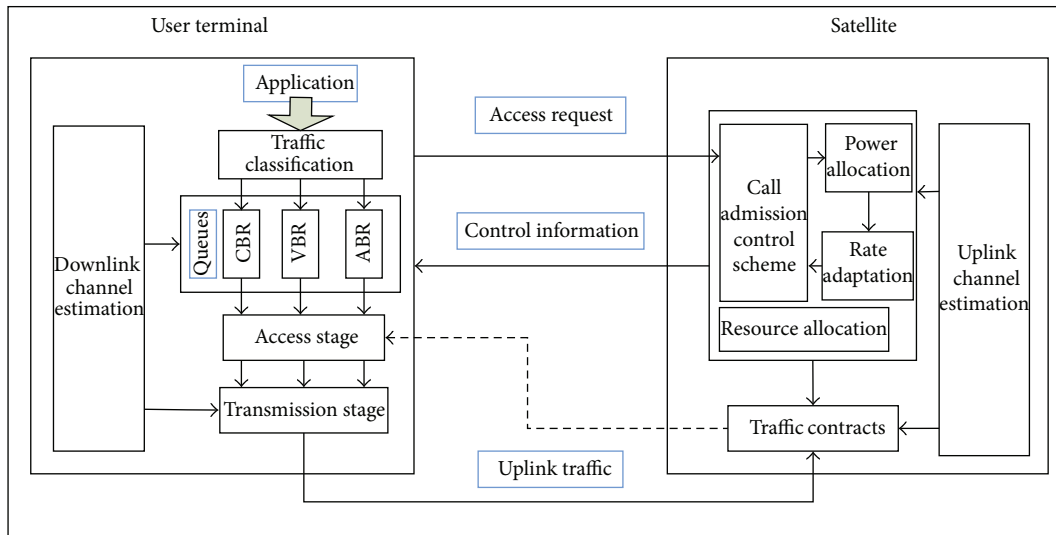 User terminal
Satellite
Application
Access request
Traffic
classification
Power
allocation
Call
admission
control
scheme
Queues
CBR
VBR
ABR
Control information
Rate
adaptation
Downlink
channel
estimation
Uplink
channel
estimation
Access stage
Resource allocation
Transmission stage
Traffic contracts
Uplink traffic